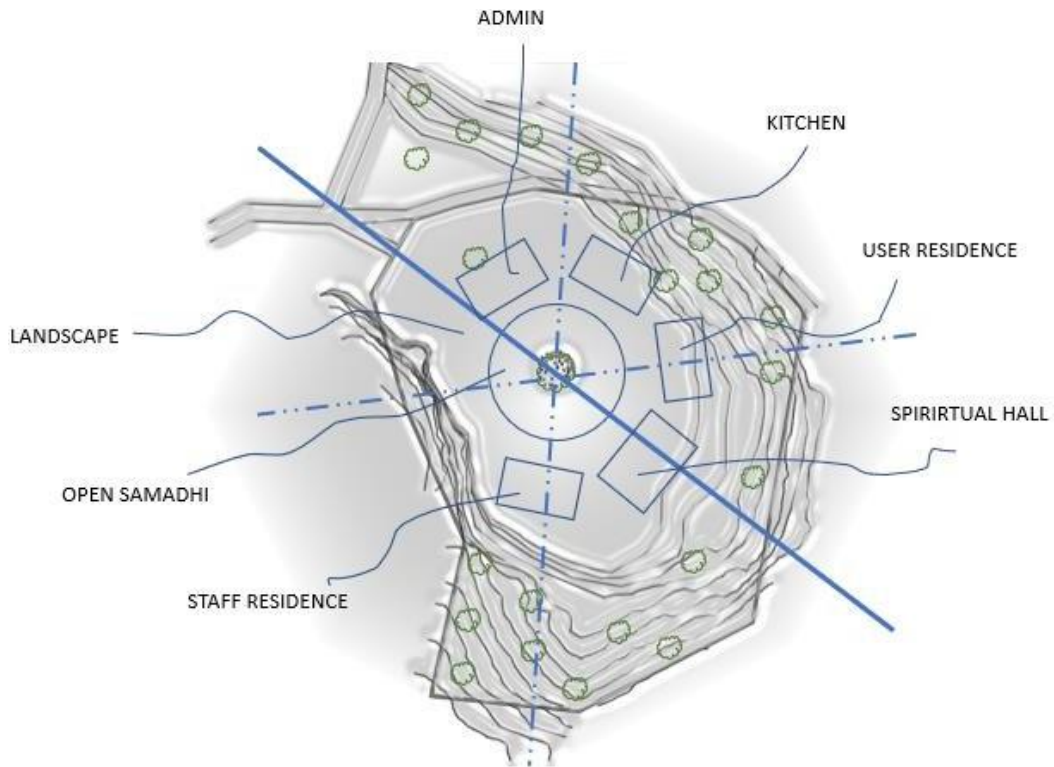 ADMIN
KITCHEN
USER RESIDENCE
LANDSCAPE
SPIRIRTUAL HALL
OPEN SAMADHI
STAFF RESIDENCE